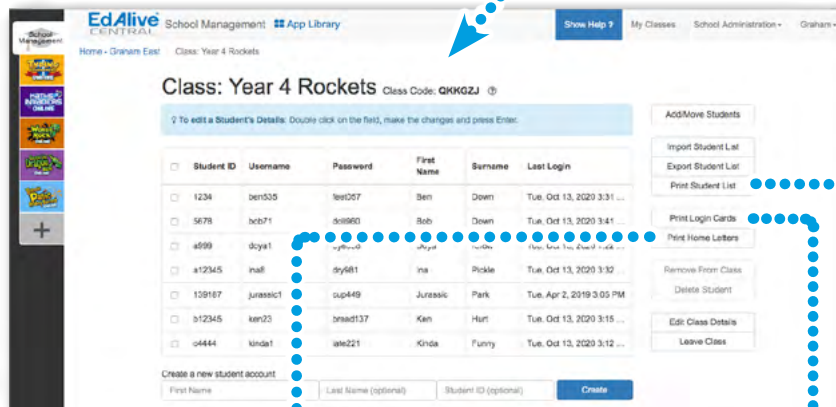 School Management
EdAlive CENTRAL School Management App Library Show Help ? My Classes School Administration Graham
Home - Graham East Class: Year 4 Rockets
Class: Year 4 Rockets Class Code: QKKGZJ
To edit a Student's Details: Double click on the field, make the changes and press Enter.
Student ID Username Password First Name Surname Last Login
1234 ben535 feet357 Ben Down Tue, Oct 13, 2020 3:31 ...
5678 bob71 doll960 Bob Down Tue, Oct 13, 2020 3:41 ...
a999 doya1
a12345 ina8 dry981 Ina Pickle Tue, Oct 13, 2020 3:32 ...
139187 jurassic1 cup449 Jurassic Park Tue, Apr 2, 2019 3:05 PM
b12345 ken23 bread137 Ken Hurt Tue, Oct 13, 2020 3:15 ...
c4444 kinda1 late221 Kinda Funny Tue, Oct 13, 2020 3:12 ...
Create a new student account
First Name Last Name (optional) Student ID (optional) Create
Add/Move Students
Import Student List
Export Student List
Print Student List
Print Login Cards
Print Home Letters
Remove From Class
Delete Student
Edit Class Details
Leave Class